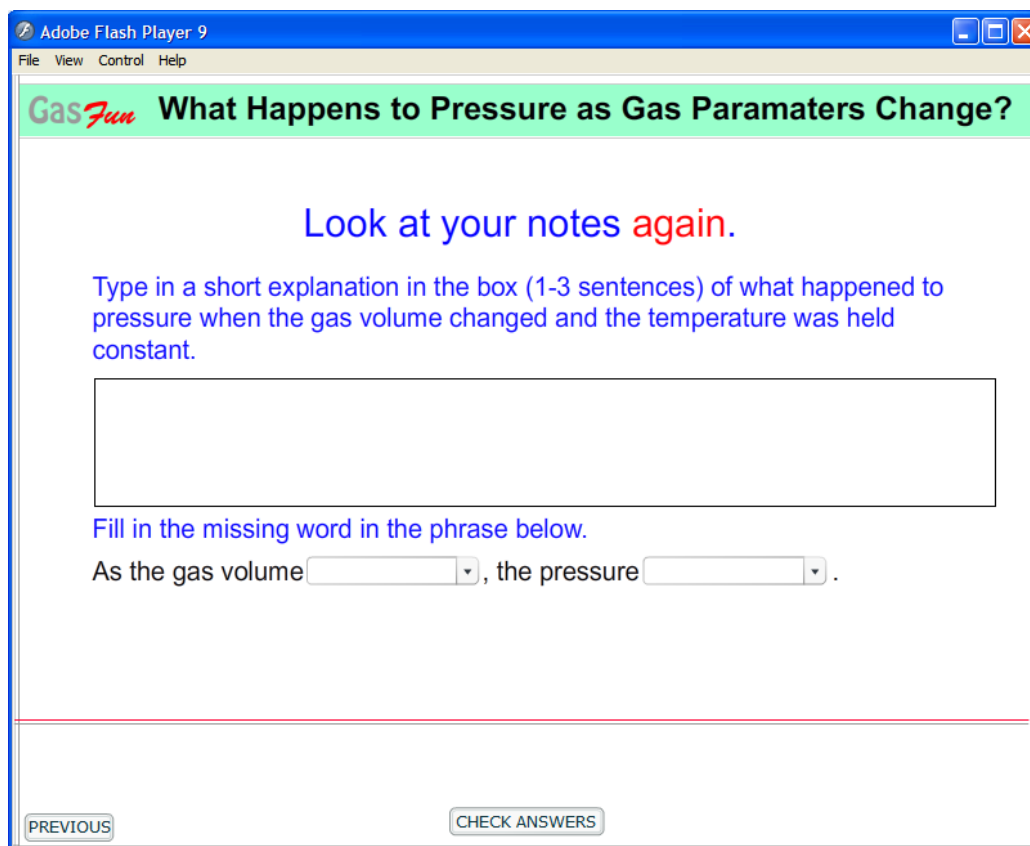 Adobe Flash Player 9
File View Control Help
GasFun What Happens to Pressure as Gas Paramaters Change?
Look at your notes again.
Type in a short explanation in the box (1-3 sentences) of what happened to
pressure when the gas volume changed and the temperature was held
constant.
Fill in the missing word in the phrase below.
As the gas volume , the pressure .
PREVIOUS CHECK ANSWERS